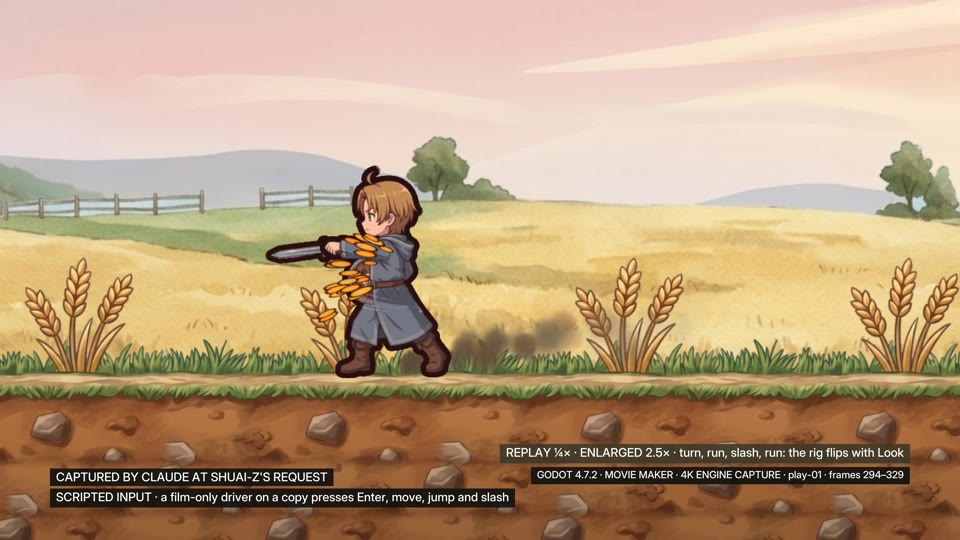 REPLAY ¼× · ENLARGED 2.5× · turn, run, slash, run: the rig flips with Look
GODOT 4.7.2 · MOVIE MAKER · 4K ENGINE CAPTURE · play-01 · frames 294–329
CAPTURED BY CLAUDE AT SHUAI-Z'S REQUEST
SCRIPTED INPUT · a film-only driver on a copy presses Enter, move, jump and slash